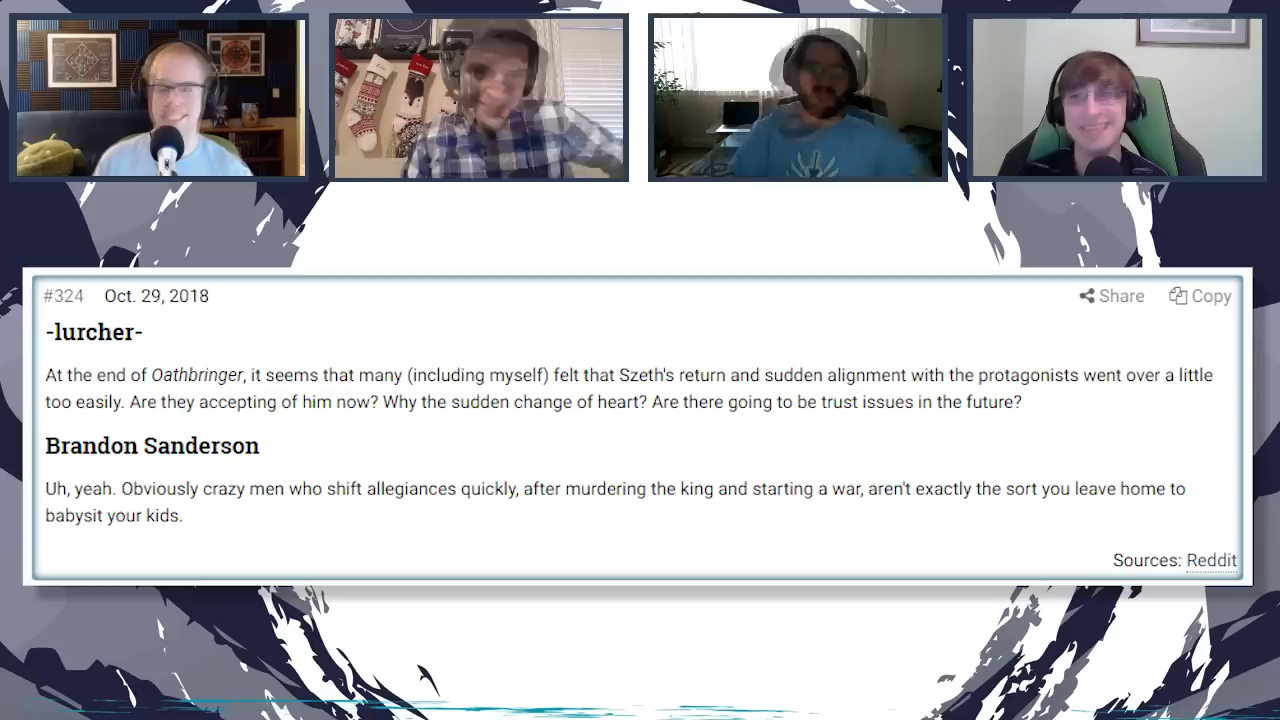 #324 Oct. 29, 2018 Share Copy
-lurcher-
At the end of Oathbringer, it seems that many (including myself) felt that Szeth's return and sudden alignment with the protagonists went over a little
too easily. Are they accepting of him now? Why the sudden change of heart? Are there going to be trust issues in the future?
Brandon Sanderson
Uh, yeah. Obviously crazy men who shift allegiances quickly, after murdering the king and starting a war, aren't exactly the sort you leave home to
babysit your kids.
Sources: Reddit